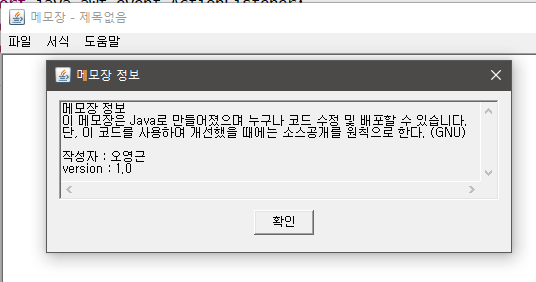 java.awt.event.ActionListener;
메모장 - 제목없음
파일 서식 도움말
메모장 정보
메모장 정보
이 메모장은 Java로 만들어졌으며 누구나 코드 수정 및 배포할 수 있습니다.
단, 이 코드를 사용하여 개선했을 때에는 소스공개를 원칙으로 한다. (GNU)
작성자 : 오영근
version : 1.0
확인